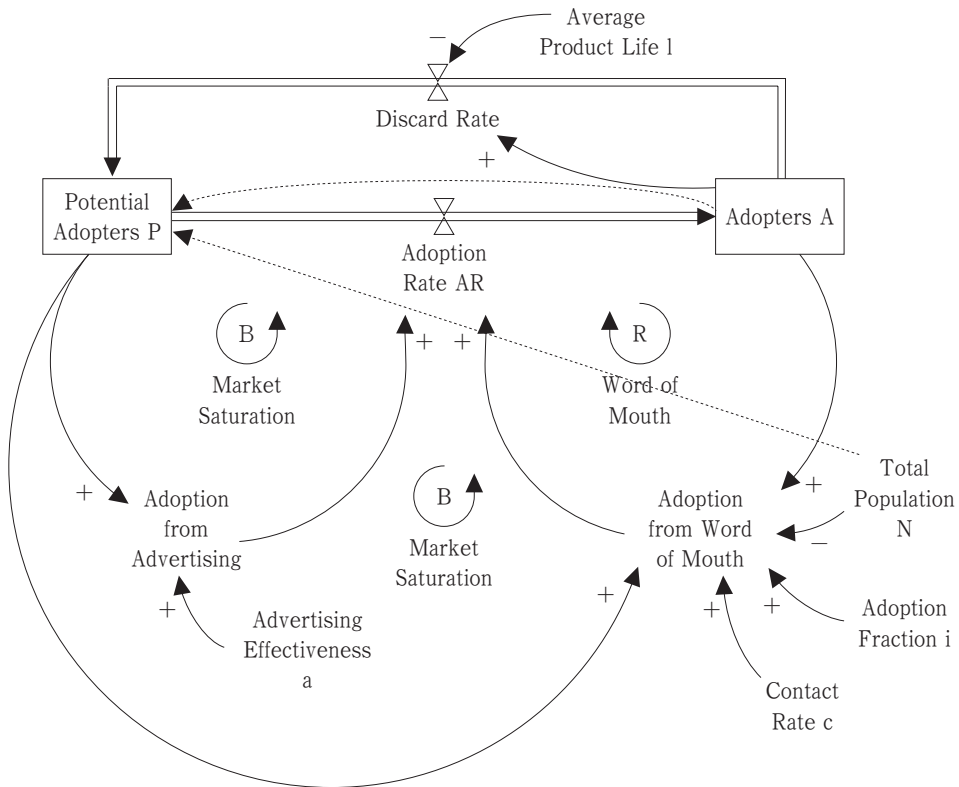 Average
Product Life l
−
Discard Rate
+
Potential
Adopters P
Adopters A
Adoption
Rate AR
B
R
+ +
Market
Saturation
Word of
Mouth
+
Adoption
from
Advertising
B
Market
Saturation
Adoption
from Word
of Mouth
+
Total
Population
N
−
+
Advertising
Effectiveness
a
+
+
+
Adoption
Fraction i
Contact
Rate c